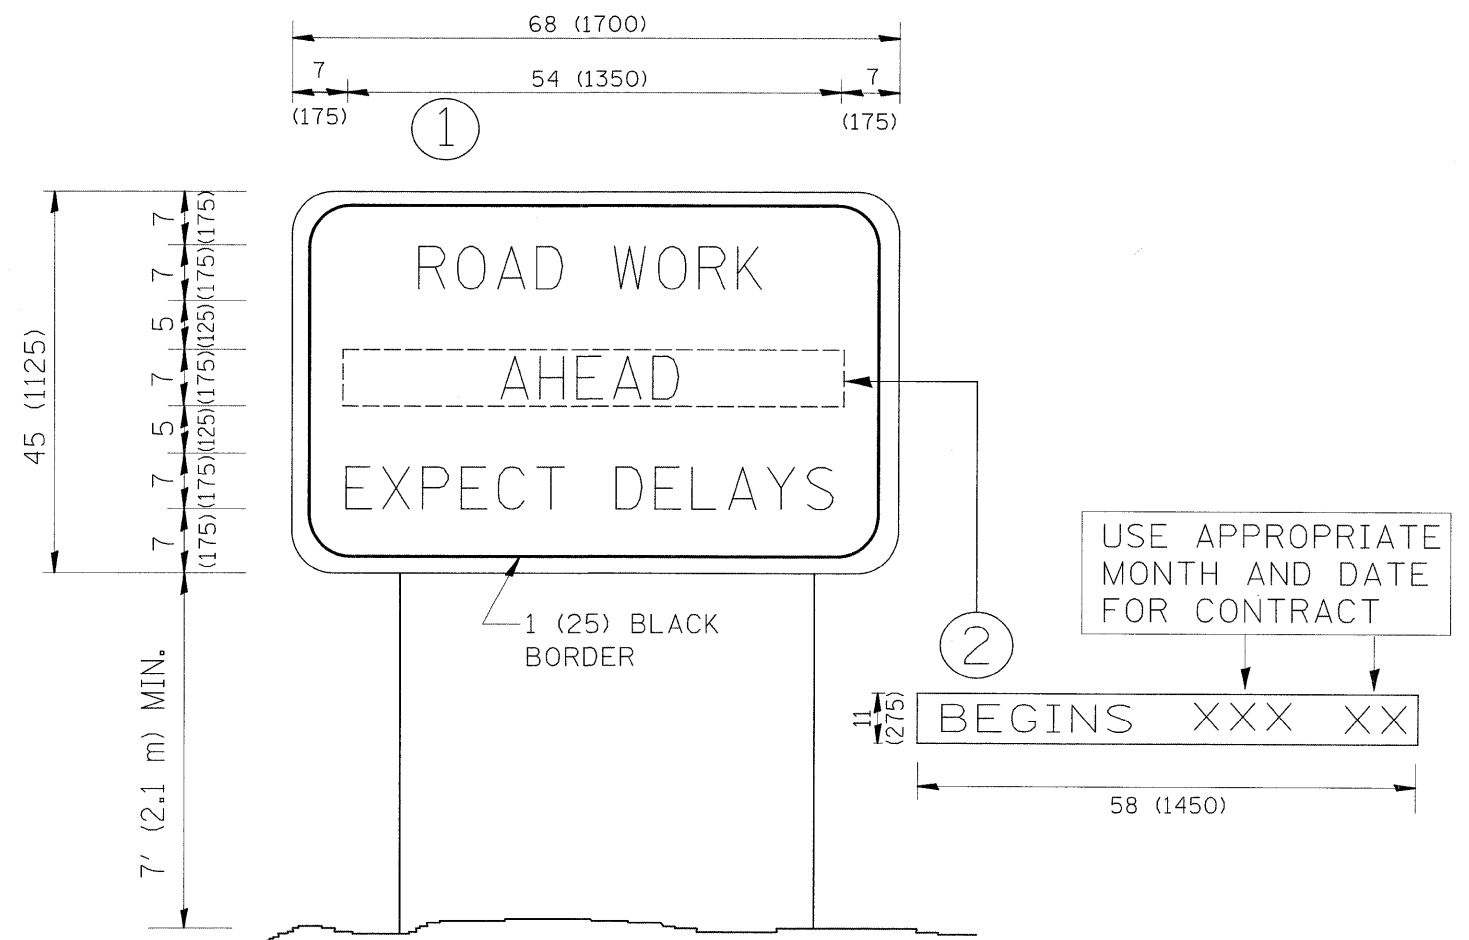 68 (1700)
7
54 (1350)
7
(175)
(175)
1
45 (1125)
7
(175)
7
(175)
5
(125)
7
(175)
5
(125)
7
(175)
7
(175)
ROAD WORK
AHEAD
EXPECT DELAYS
1 (25) BLACK
BORDER
7' (2.1 m) MIN.
2
USE APPROPRIATE
MONTH AND DATE
FOR CONTRACT
11
(275)
BEGINS XXX XX
58 (1450)